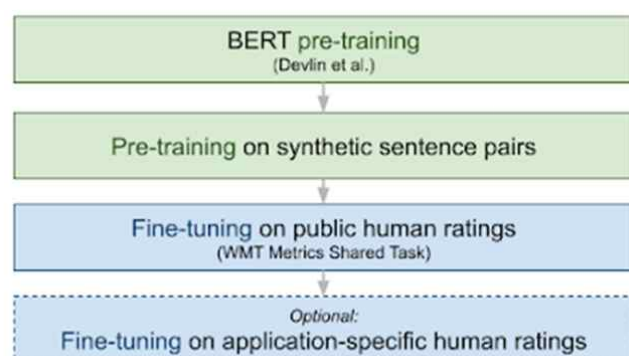 BERT pre-training
(Devlin et al.)
Pre-training on synthetic sentence pairs
Fine-tuning on public human ratings
(WMT Metrics Shared Task)
Optional:
Fine-tuning on application-specific human ratings